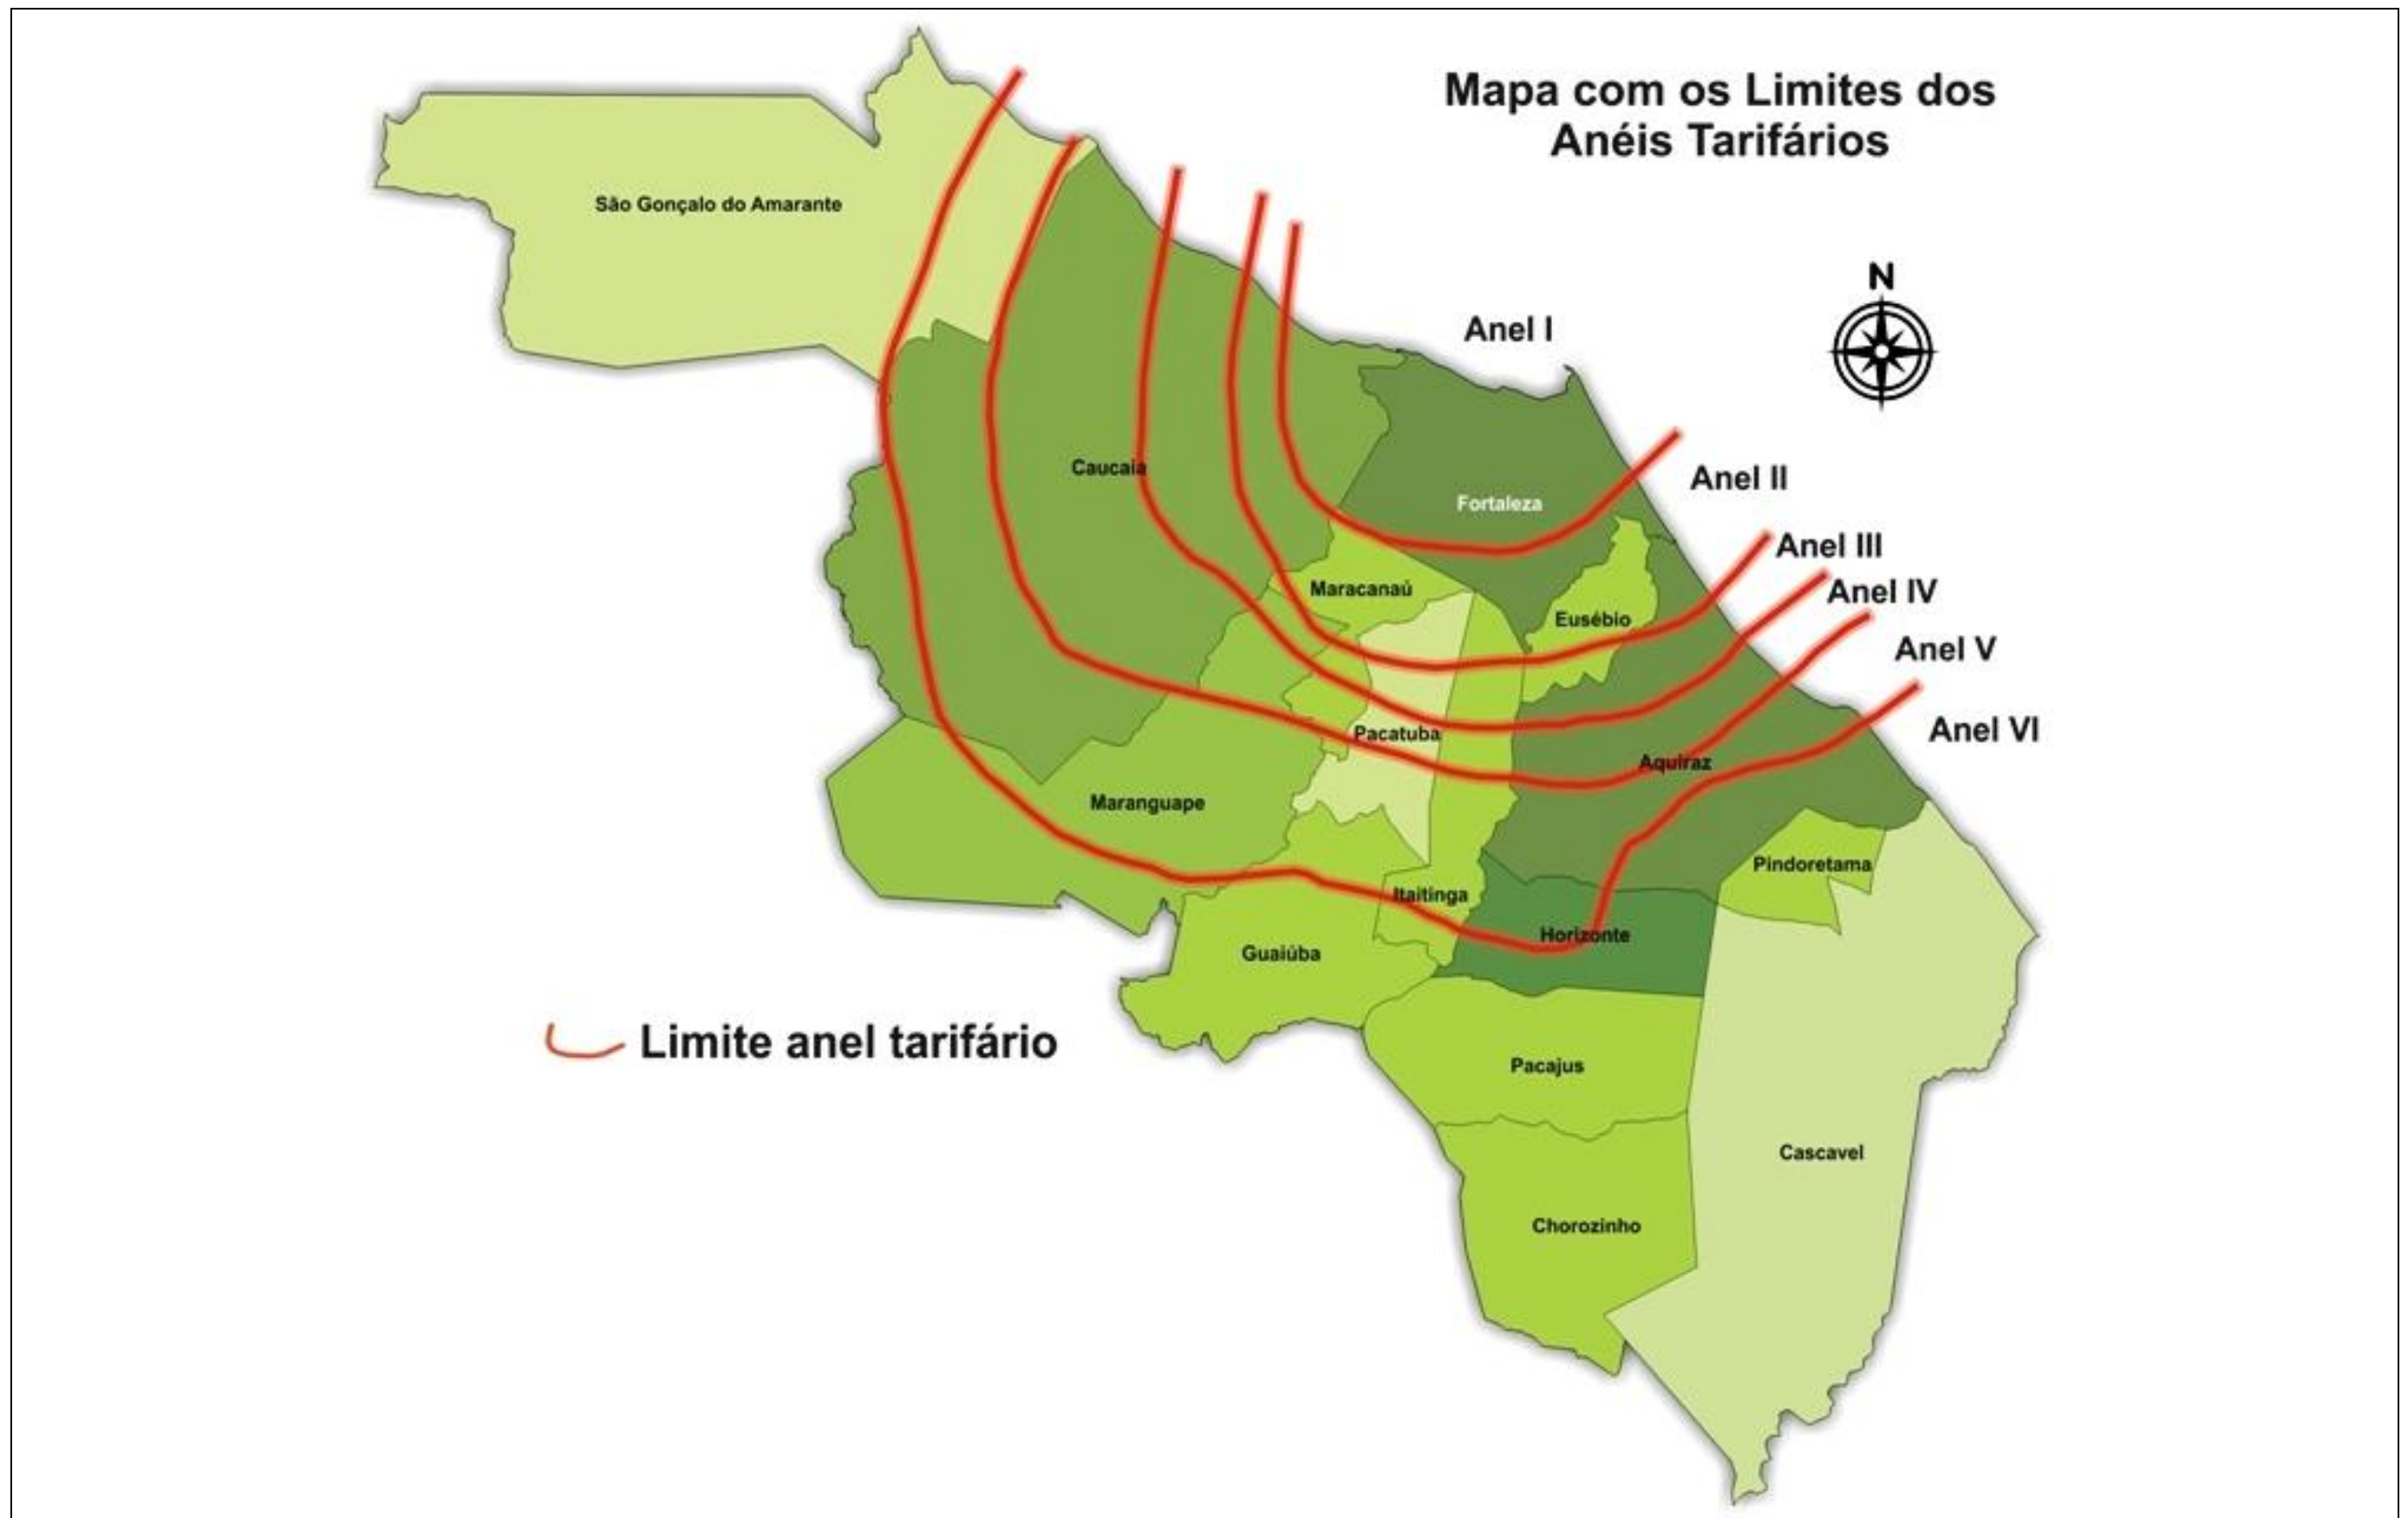 Mapa com os Limites dos
Anéis Tarifários
São Gonçalo do Amarante
N
Anel I
Caucaia
Fortaleza
Anel II
Anel III
Maracanaú
Anel IV
Eusébio
Anel V
Pacatuba
Anel VI
Aquiraz
Maranguape
Pindoretama
Itaitinga
Horizonte
Guaiúba
Limite anel tarifário
Pacajus
Cascavel
Chorozinho